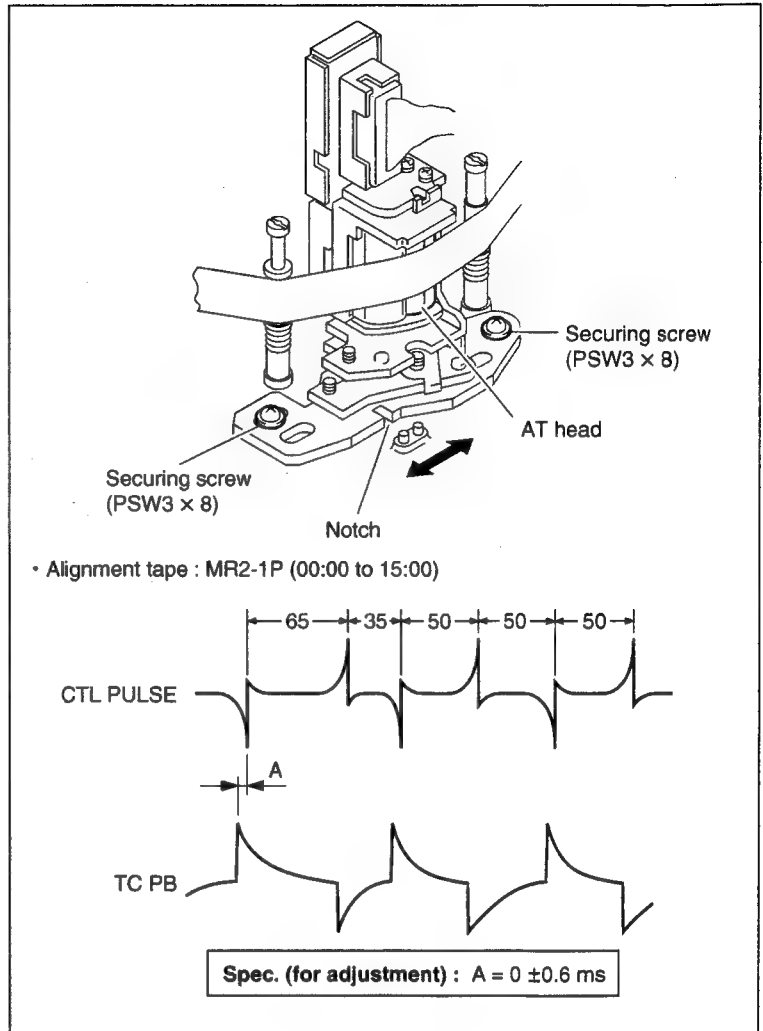 Securing screw
(PSW3 × 8)
AT head
Securing screw
(PSW3 × 8)
Notch
• Alignment tape : MR2-1P (00:00 to 15:00)
65 35 50 50 50
CTL PULSE
A
TC PB
Spec. (for adjustment) : A = 0 ±0.6 ms